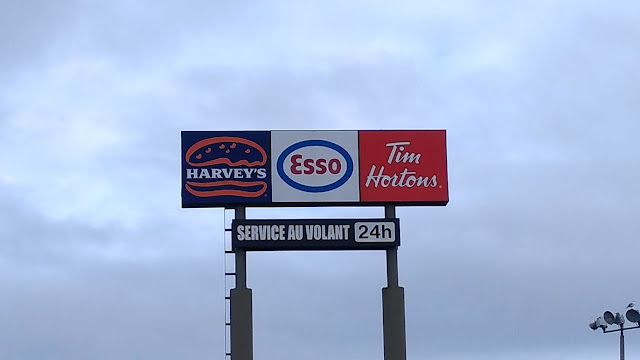 HARVEY'S
Esso
Tim
Hortons
SERVICE AU VOLANT 24h